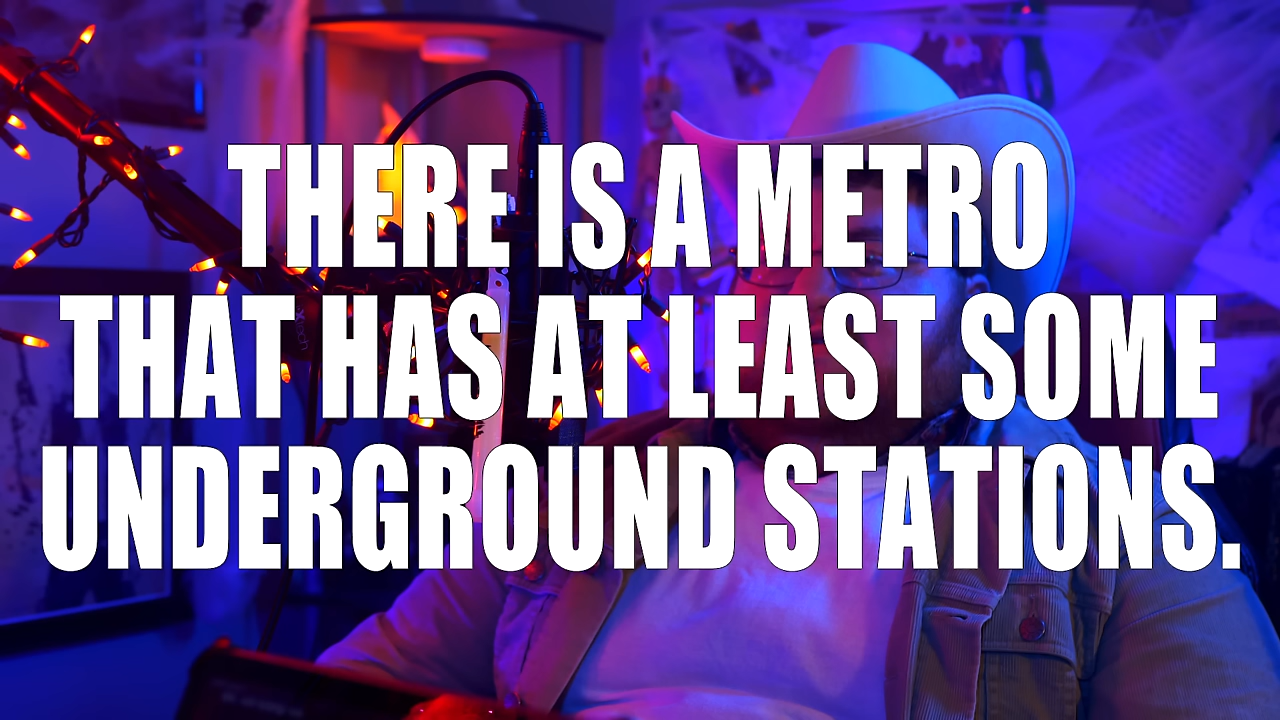 THERE IS A METRO
THAT HAS AT LEAST SOME
UNDERGROUND STATIONS.